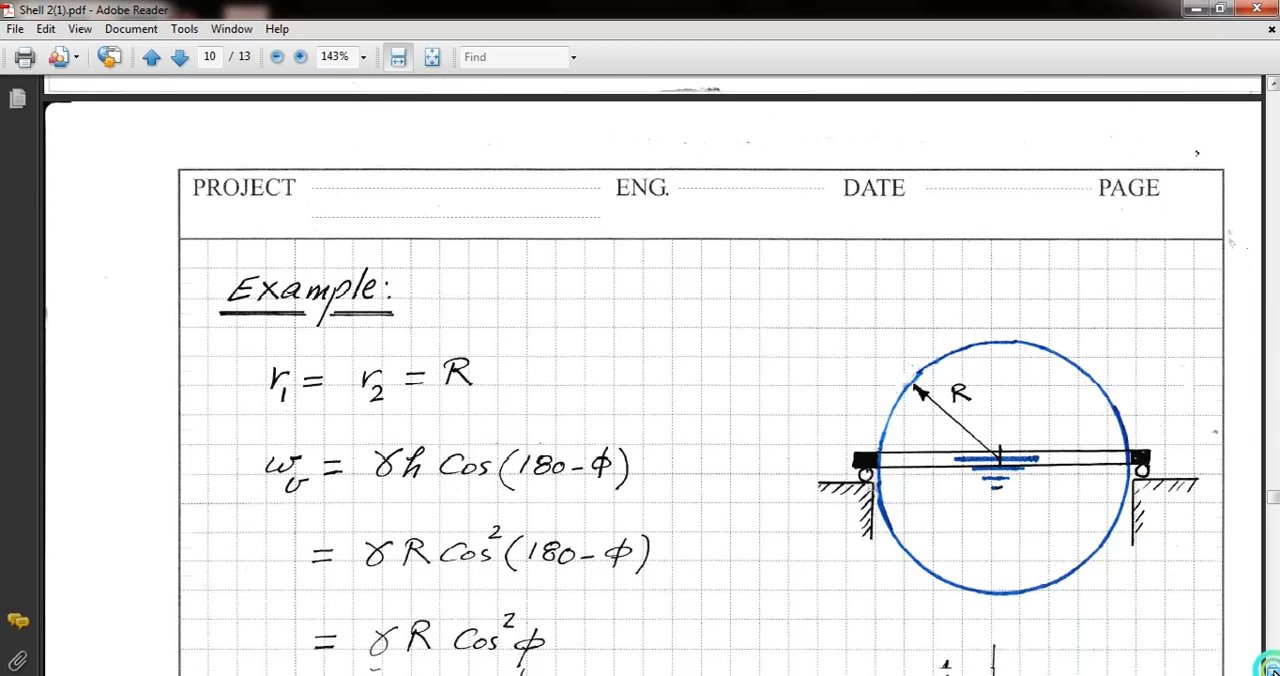 Shell 2(1).pdf - Adobe Reader
File Edit View Document Tools Window Help
10 / 13 143% Find
PROJECT ENG. DATE PAGE
Example:
r₁ = r₂ = R
R
w_v = γh Cos(180-φ)
= γR Cos²(180-φ)
= γR Cos²φ